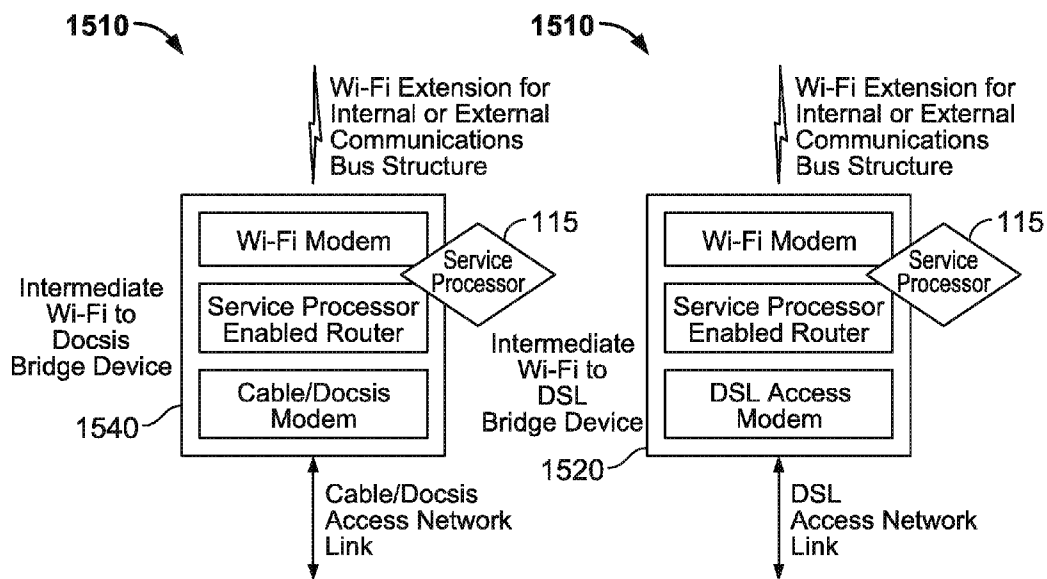 1510
Wi-Fi Extension for
Internal or External
Communications
Bus Structure
115
Wi-Fi Modem
Service
Processor
Service Processor
Enabled Router
Intermediate
Wi-Fi to
Docsis
Bridge Device
Cable/Docsis
Modem
1540
Cable/Docsis
Access Network
Link
1510
Wi-Fi Extension for
Internal or External
Communications
Bus Structure
115
Wi-Fi Modem
Service
Processor
Service Processor
Enabled Router
Intermediate
Wi-Fi to
DSL
Bridge Device
DSL Access
Modem
1520
DSL
Access Network
Link